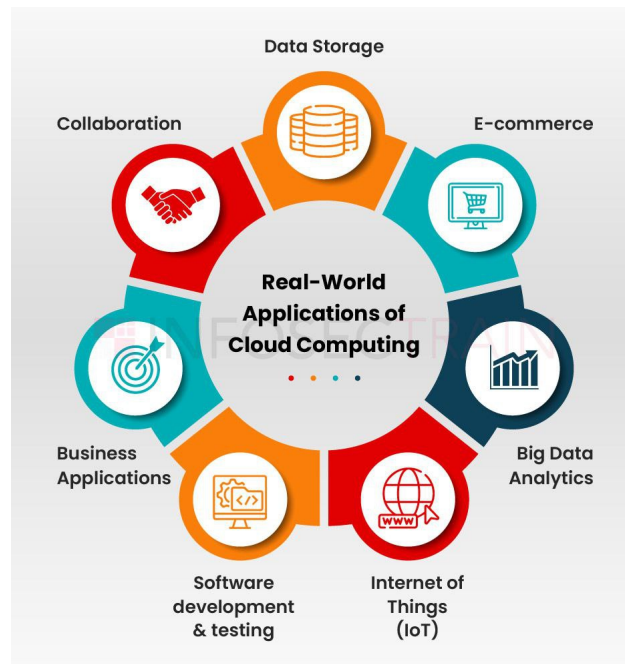 Data Storage
Collaboration
E-commerce
Real-World
Applications of
Cloud Computing
INFOSECTRAIN
Business
Applications
Big Data
Analytics
Software
development
& testing
Internet of
Things
(IoT)
</>
WWW